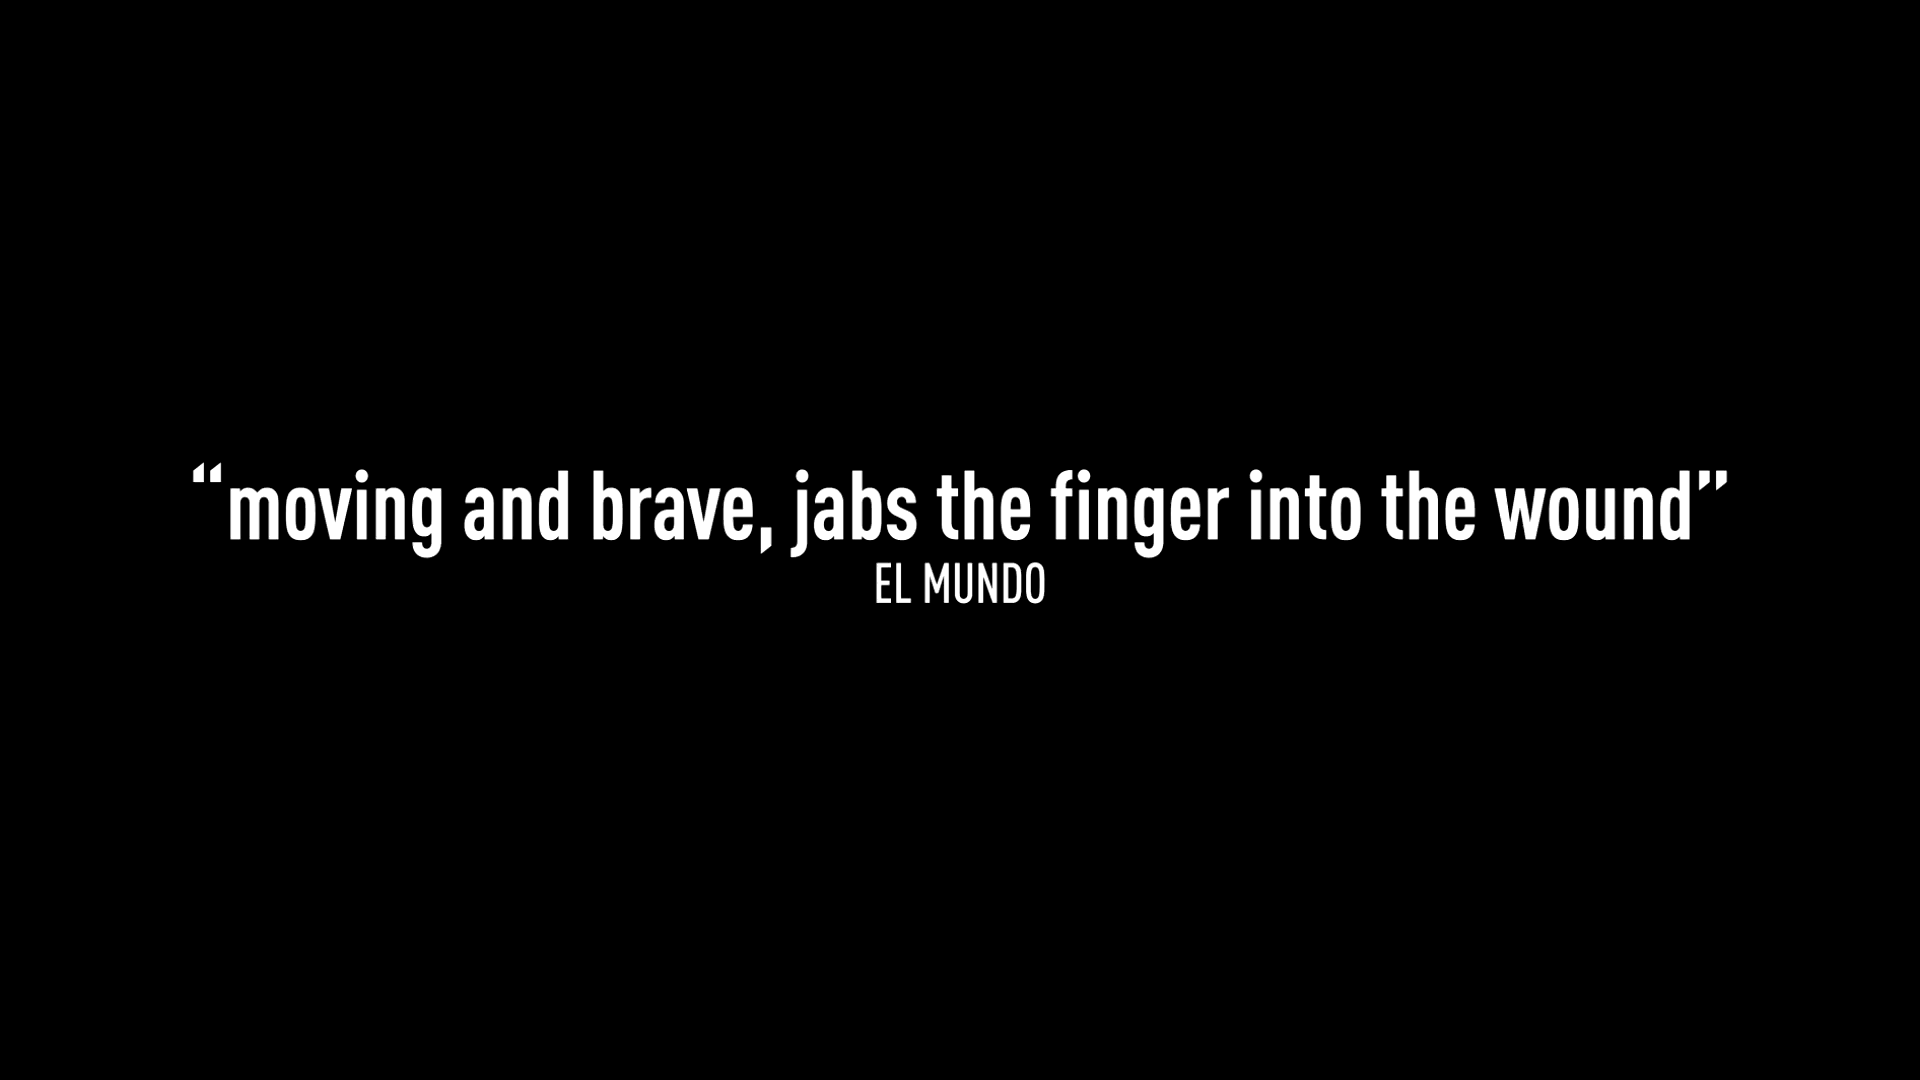 “moving and brave, jabs the finger into the wound”
EL MUNDO